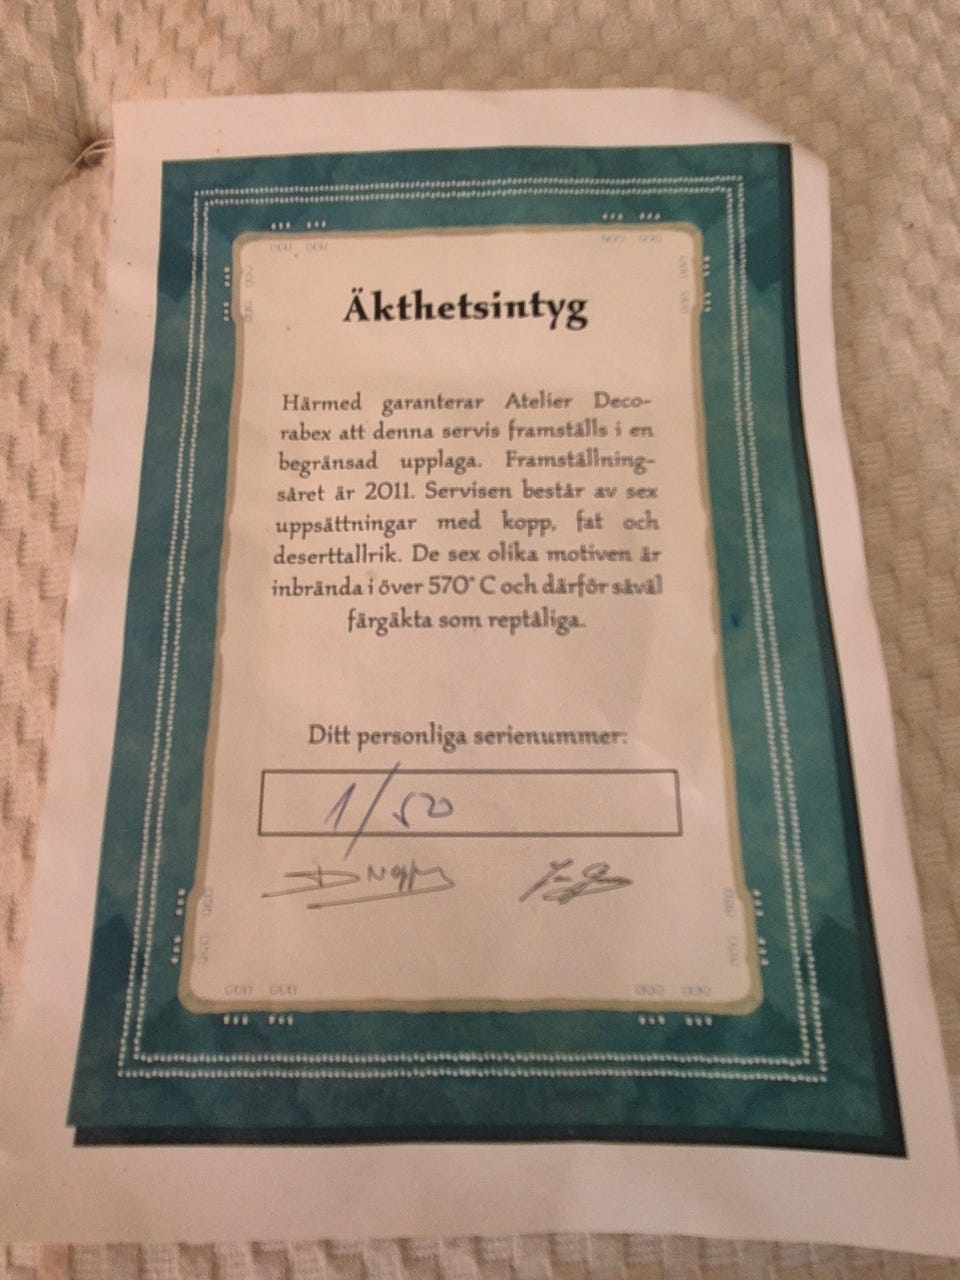 Äkthetsintyg
Härmed garanterar Atelier Deco-
rabex att denna servis framställs i en
begränsad upplaga. Framställning-
såret är 2011. Servisen består av sex
uppsättningar med kopp, fat och
deserttallrik. De sex olika motiven är
inbrända i över 570° C och därför såväl
färgäkta som reptåliga.
Ditt personliga serienummer:
1/50